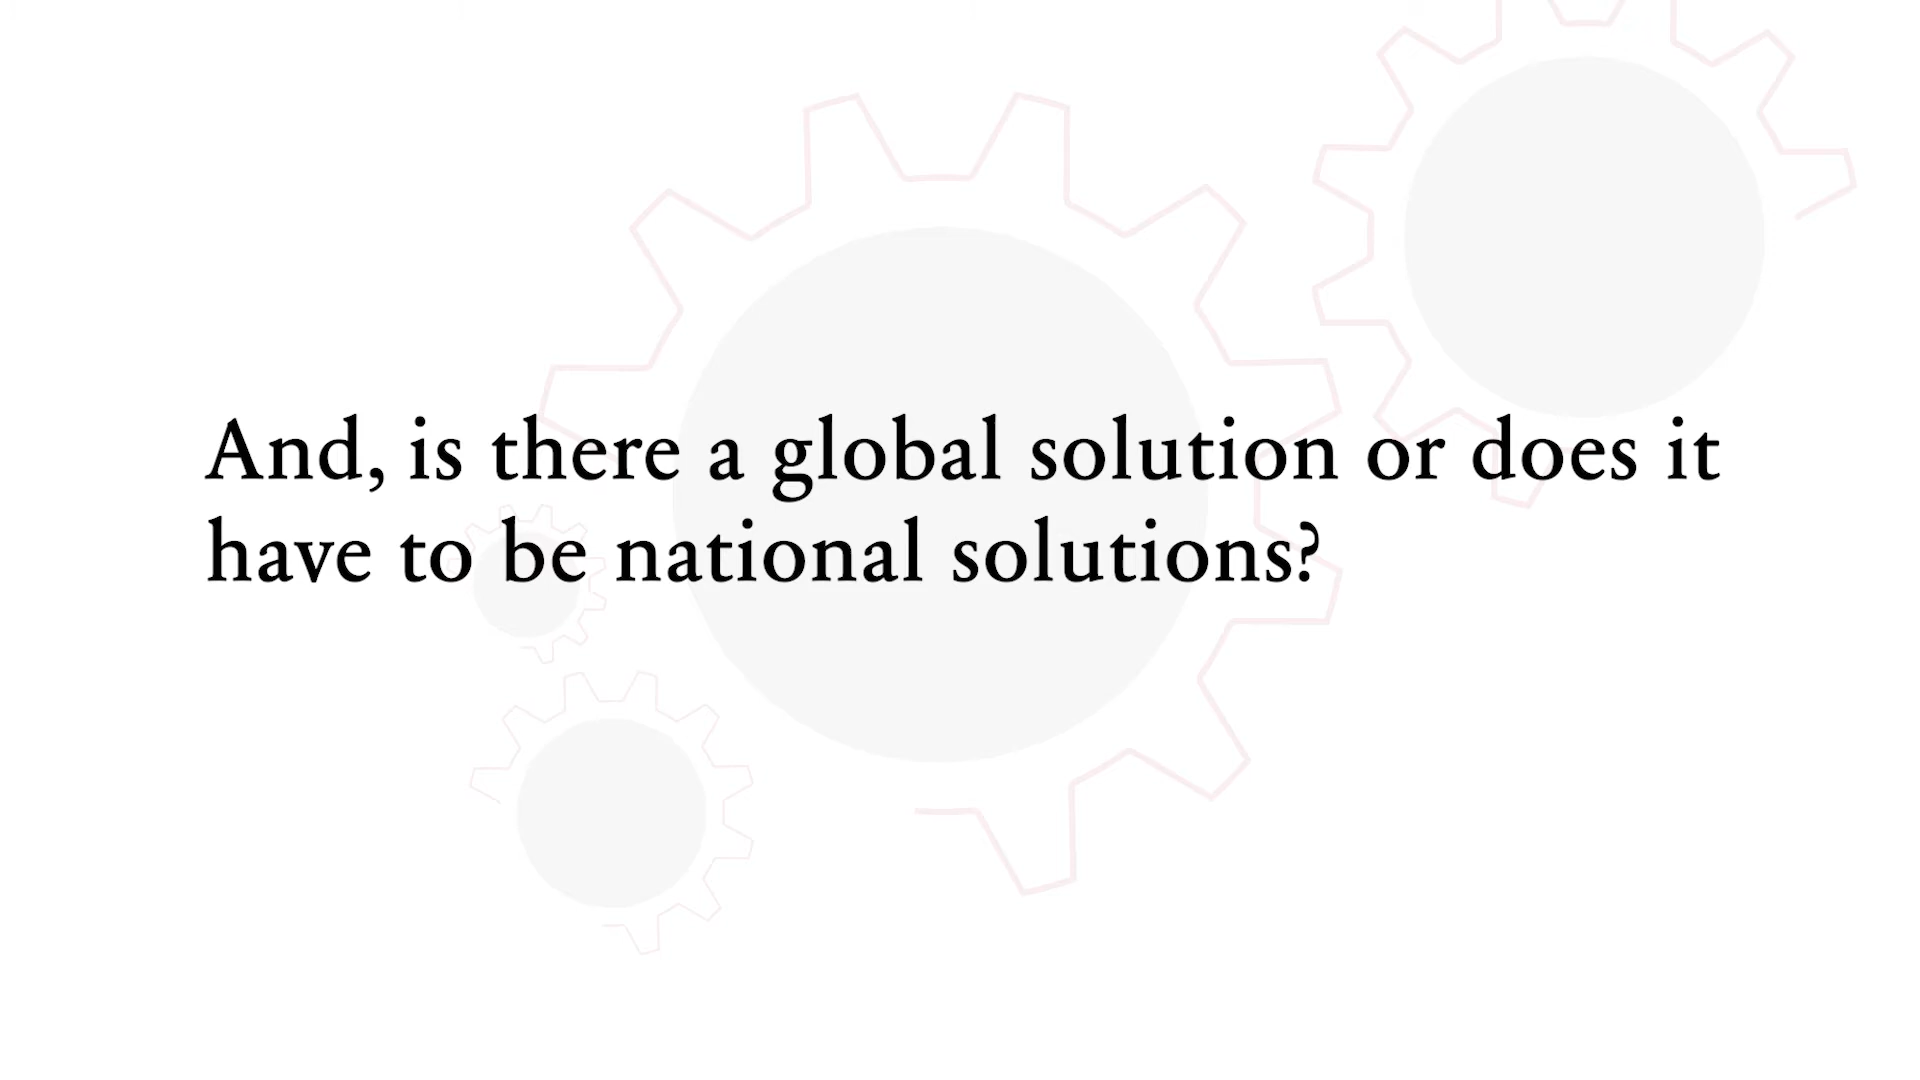 And, is there a global solution or does it
have to be national solutions?